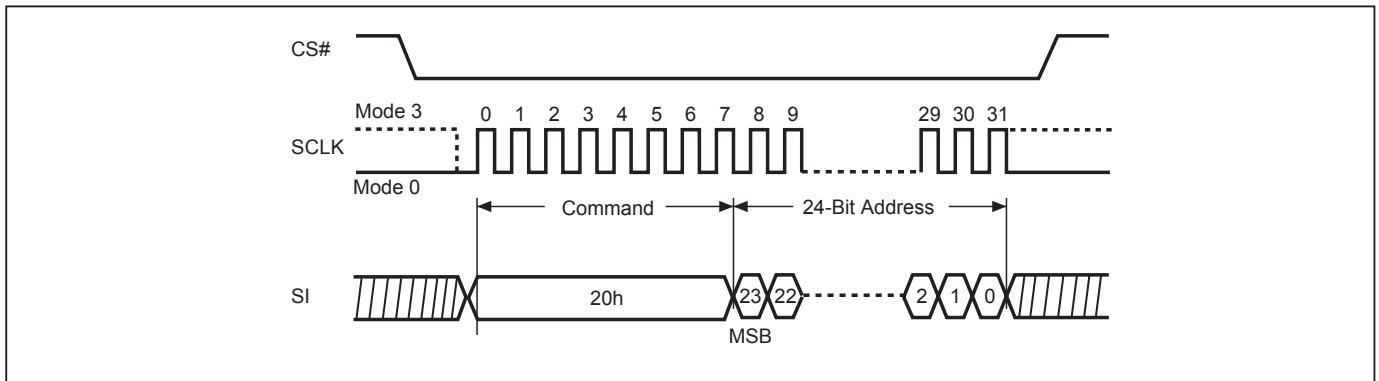 CS#
Mode 3
0 1 2 3 4 5 6 7 8 9 29 30 31
SCLK
Mode 0
Command
24-Bit Address
SI
20h
23 22 2 1 0
MSB